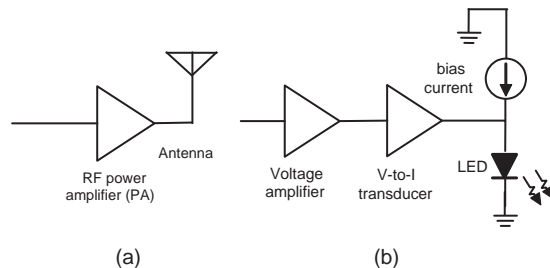 Antenna
RF power
amplifier (PA)
(a)
bias
current
LED
Voltage
amplifier
V-to-I
transducer
(b)